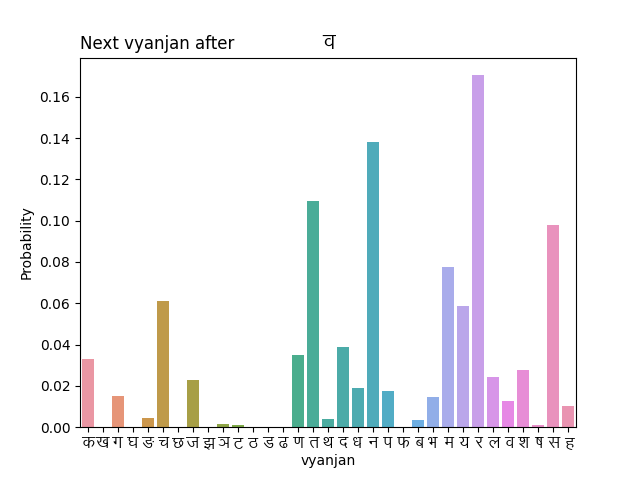 Next vyanjan after व
Probability
0.16
0.14
0.12
0.10
0.08
0.06
0.04
0.02
0.00
क ख ग घ ङ च छ ज झ ञ ट ठ ड ढ ण त थ द ध न प फ ब भ म य र ल व श ष स ह
vyanjan